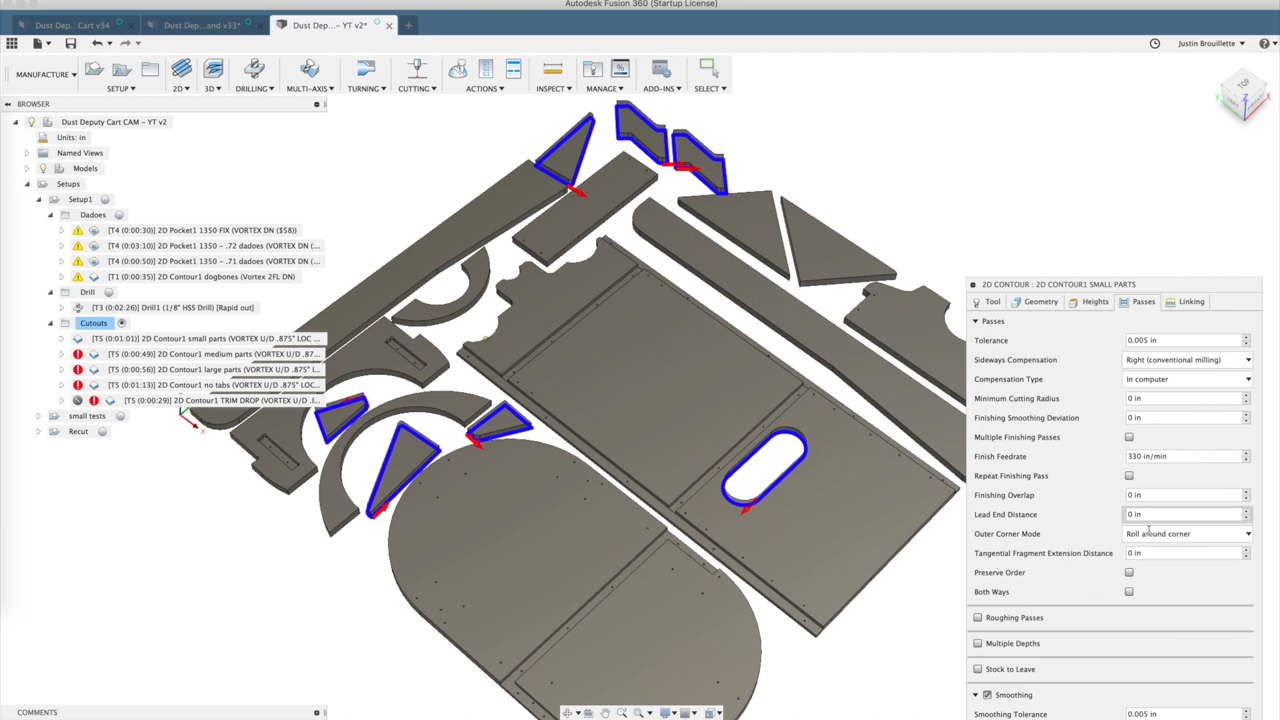 Autodesk Fusion 360 (Startup License)
Dust Dep...Cart v34
Dust Dep...and v33*
Dust Dep...– YT v2*
Justin Brouillette
MANUFACTURE
SETUP
2D
3D
DRILLING
MULTI-AXIS
TURNING
CUTTING
ACTIONS
INSPECT
MANAGE
ADD-INS
SELECT
BROWSER
TOP
Z
Y
X
Dust Deputy Cart CAM – YT v2
Units: in
Named Views
Models
Setups
Setup1
Dadoes
[T4 (0:00:30)] 2D Pocket1 1350 FIX (VORTEX DN ($58))
[T4 (0:03:10)] 2D Pocket1 1350 – .72 dadoes (VORTEX DN (...
[T4 (0:00:50)] 2D Pocket1 1350 – .71 dadoes (VORTEX DN (...
[T1 (0:00:35)] 2D Contour1 dogbones (Vortex 2FL DN)
Drill
[T3 (0:02:26)] Drill1 (1/8" HSS Drill) [Rapid out]
Cutouts
[T5 (0:01:01)] 2D Contour1 small parts (VORTEX U/D .875" LOC ...
[T5 (0:00:49)] 2D Contour1 medium parts (VORTEX U/D .87...
[T5 (0:00:56)] 2D Contour1 large parts (VORTEX U/D .875" L...
[T5 (0:01:13)] 2D Contour1 no tabs (VORTEX U/D .875" LOC...
[T5 (0:00:29)] 2D Contour1 TRIM DROP (VORTEX U/D ...
small tests
Recut
X
2D CONTOUR : 2D CONTOUR1 SMALL PARTS
Tool
Geometry
Heights
Passes
Linking
Passes
Tolerance
0.005 in
Sideways Compensation
Right (conventional milling)
Compensation Type
In computer
Minimum Cutting Radius
0 in
Finishing Smoothing Deviation
0 in
Multiple Finishing Passes
Finish Feedrate
330 in/min
Repeat Finishing Pass
Finishing Overlap
0 in
Lead End Distance
0 in
Outer Corner Mode
Roll around corner
Tangential Fragment Extension Distance
0 in
Preserve Order
Both Ways
Roughing Passes
Multiple Depths
Stock to Leave
Smoothing
Smoothing Tolerance
0.005 in
COMMENTS